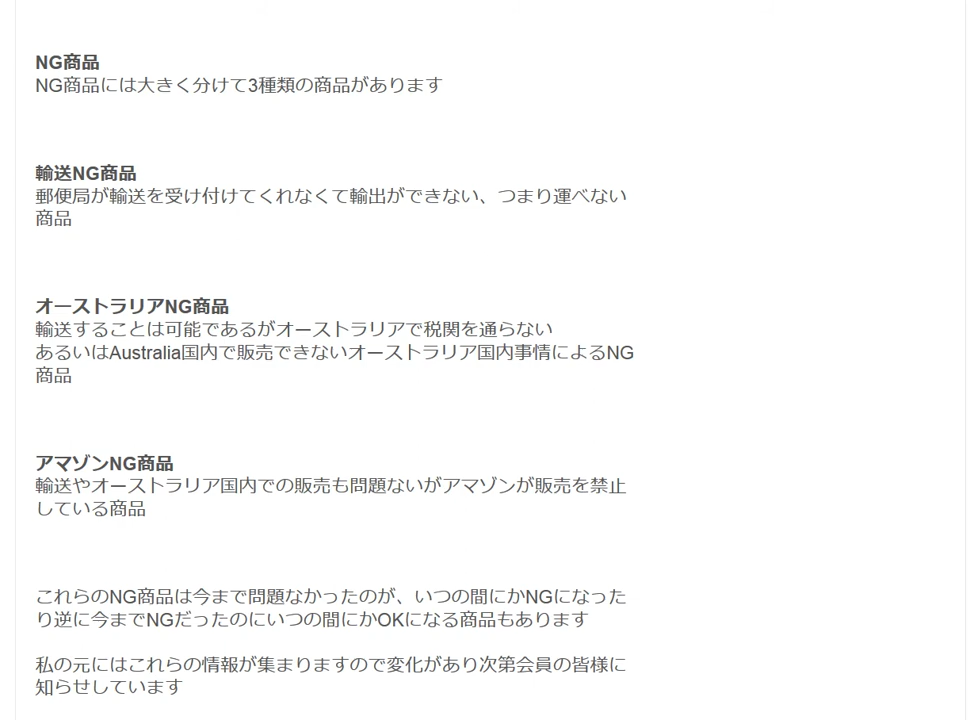 NG商品
NG商品には大きく分けて3種類の商品があります
輸送NG商品
郵便局が輸送を受け付けてくれなくて輸出ができない、つまり運べない
商品
オーストラリアNG商品
輸送することは可能であるがオーストラリアで税関を通らない
あるいはAustralia国内で販売できないオーストラリア国内事情によるNG
商品
アマゾンNG商品
輸送やオーストラリア国内での販売も問題ないがアマゾンが販売を禁止
している商品
これらのNG商品は今まで問題なかったのが、いつの間にかNGになった
り逆に今までNGだったのにいつの間にかOKになる商品もあります
私の元にはこれらの情報が集まりますので変化があり次第会員の皆様に
知らせしています